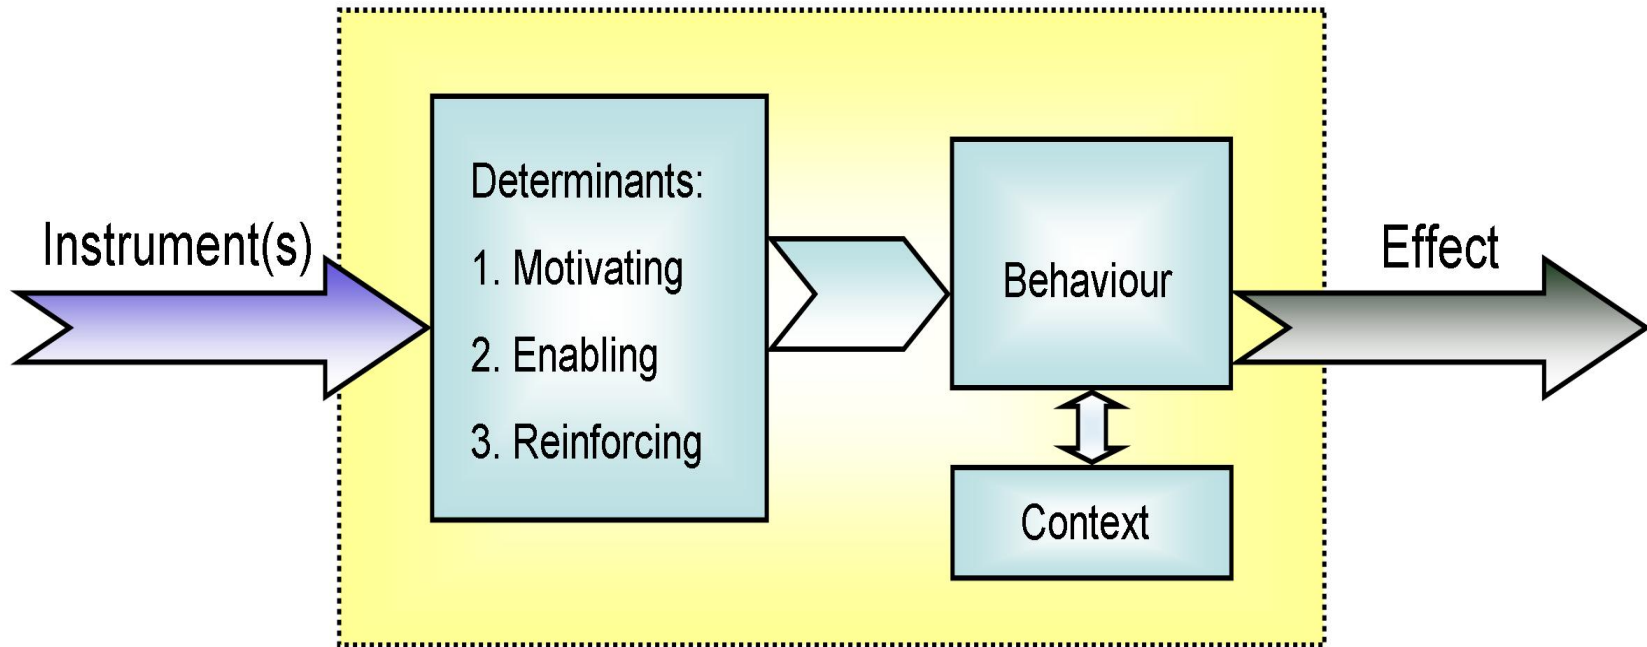 Instrument(s)
Determinants:
1. Motivating
2. Enabling
3. Reinforcing
Behaviour
Context
Effect